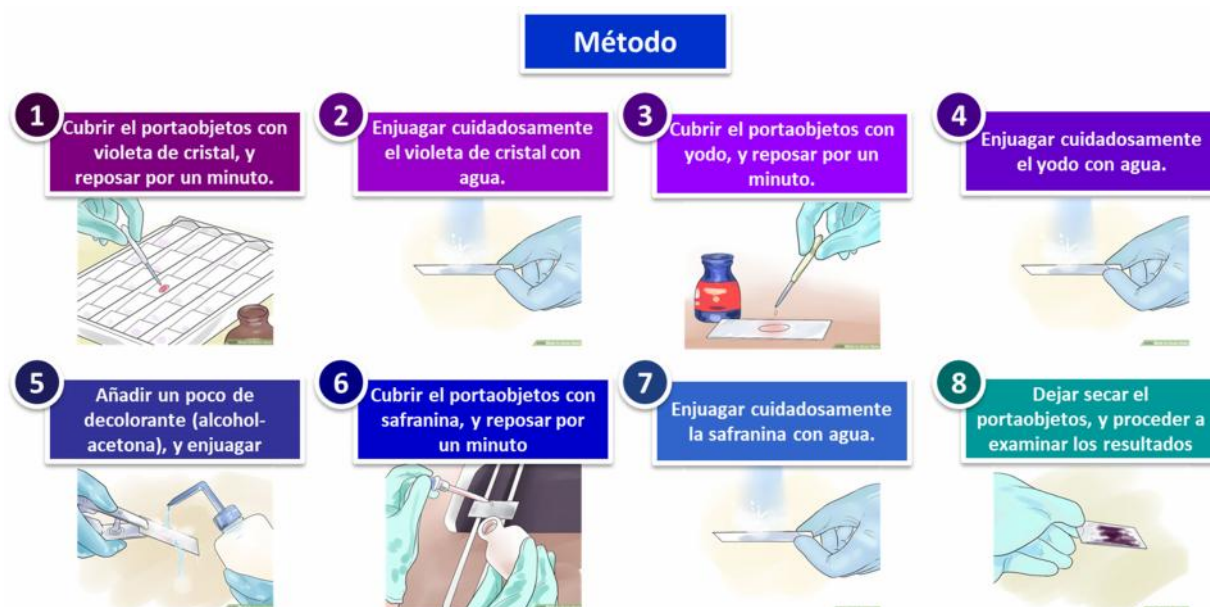 Método
1
Cubrir el portaobjetos con
violeta de cristal, y
reposar por un minuto.
2
Enjuagar cuidadosamente
el violeta de cristal con
agua.
3
Cubrir el portaobjetos con
yodo, y reposar por un
minuto.
4
Enjuagar cuidadosamente
el yodo con agua.
5
Añadir un poco de
decolorante (alcohol-
acetona), y enjuagar
6
Cubrir el portaobjetos con
safranina, y reposar por
un minuto
7
Enjuagar cuidadosamente
la safranina con agua.
8
Dejar secar el
portaobjetos, y proceder a
examinar los resultados